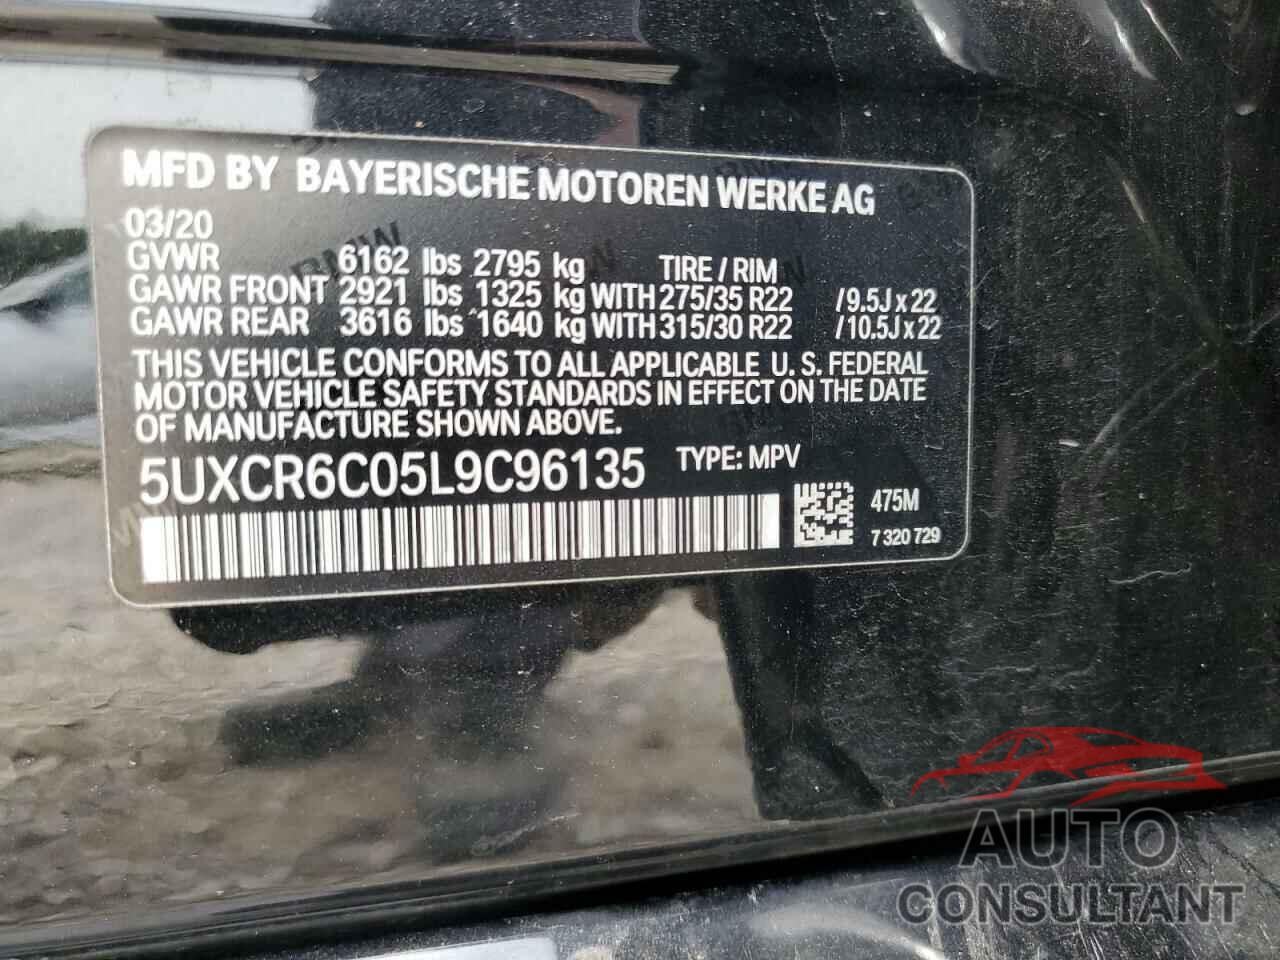 MFD BY BAYERISCHE MOTOREN WERKE AG
03/20
GVWR 6162 lbs 2795 kg TIRE / RIM
GAWR FRONT 2921 lbs 1325 kg WITH 275/35 R22 / 9.5J x 22
GAWR REAR 3616 lbs 1640 kg WITH 315/30 R22 / 10.5J x 22
THIS VEHICLE CONFORMS TO ALL APPLICABLE U. S. FEDERAL
MOTOR VEHICLE SAFETY STANDARDS IN EFFECT ON THE DATE
OF MANUFACTURE SHOWN ABOVE.
5UXCR6C05L9C96135 TYPE: MPV
475M
7 320 729
AUTO
CONSULTANT